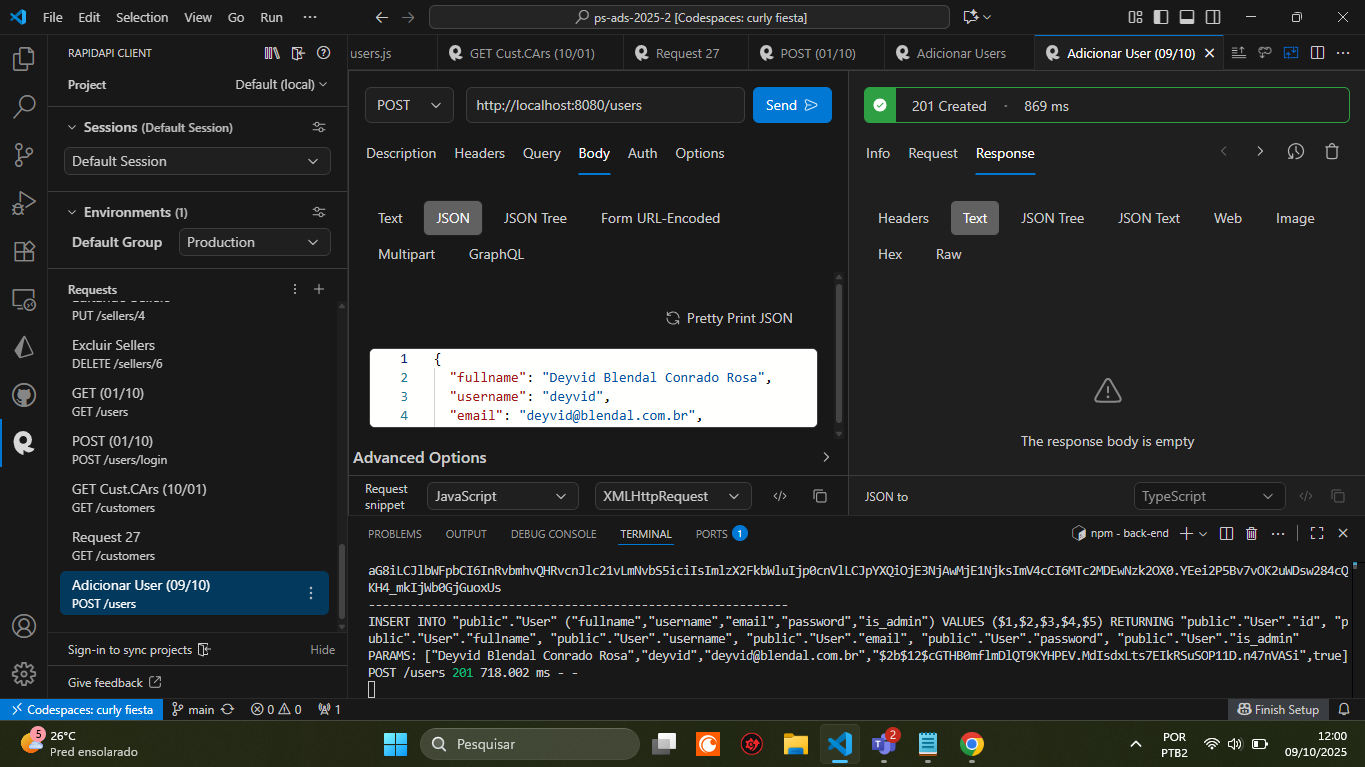 File Edit Selection View Go Run ···
ps-ads-2025-2 [Codespaces: curly fiesta]
RAPIDAPI CLIENT
Project Default (local)
Sessions (Default Session)
Default Session
Environments (1)
Default Group Production
Requests
PUT /sellers/4
Excluir Sellers
DELETE /sellers/6
GET (01/10)
GET /users
POST (01/10)
POST /users/login
GET Cust.CArs (10/01)
GET /customers
Request 27
GET /customers
Adicionar User (09/10)
POST /users
Sign-in to sync projects Hide
Give feedback
users.js GET Cust.CArs (10/01) Request 27 POST (01/10) Adicionar Users Adicionar User (09/10)
POST http://localhost:8080/users Send
Description Headers Query Body Auth Options
Text JSON JSON Tree Form URL-Encoded
Multipart GraphQL
Pretty Print JSON
1 {
2 "fullname": "Deyvid Blendal Conrado Rosa",
3 "username": "deyvid",
4 "email": "deyvid@blendal.com.br",
Advanced Options
Request snippet JavaScript XMLHttpRequest
201 Created · 869 ms
Info Request Response
Headers Text JSON Tree JSON Text Web Image
Hex Raw
The response body is empty
JSON to TypeScript
PROBLEMS OUTPUT DEBUG CONSOLE TERMINAL PORTS 1
npm - back-end
aG8iLCJlbWFpbCI6InRvbmhvQHRvcnJlc21vLmNvbS5iciIsImlzX2FkbWluIjp0cnVlLCJpYXQiOjE3NjAwMjE1NjksImV4cCI6MTc2MDEwNzk2OX0.YEei2P5Bv7vOK2uWDsw284cQ
KH4_mkIjWb0GjGuoxUs
--------------------------------------------------------
INSERT INTO "public"."User" ("fullname","username","email","password","is_admin") VALUES ($1,$2,$3,$4,$5) RETURNING "public"."User"."id", "p
ublic"."User"."fullname", "public"."User"."username", "public"."User"."email", "public"."User"."password", "public"."User"."is_admin"
PARAMS: ["Deyvid Blendal Conrado Rosa","deyvid","deyvid@blendal.com.br","$2b$12$cGTHB0mflmDlQT9KYHPEV.MdIsdxLts7EIkRSuSOP11D.n47nVASi",true]
POST /users 201 718.002 ms - -
Codespaces: curly fiesta main 0 0 1 Finish Setup
5
26°C
Pred ensolarado
Pesquisar
2
POR
PTB2
12:00
09/10/2025